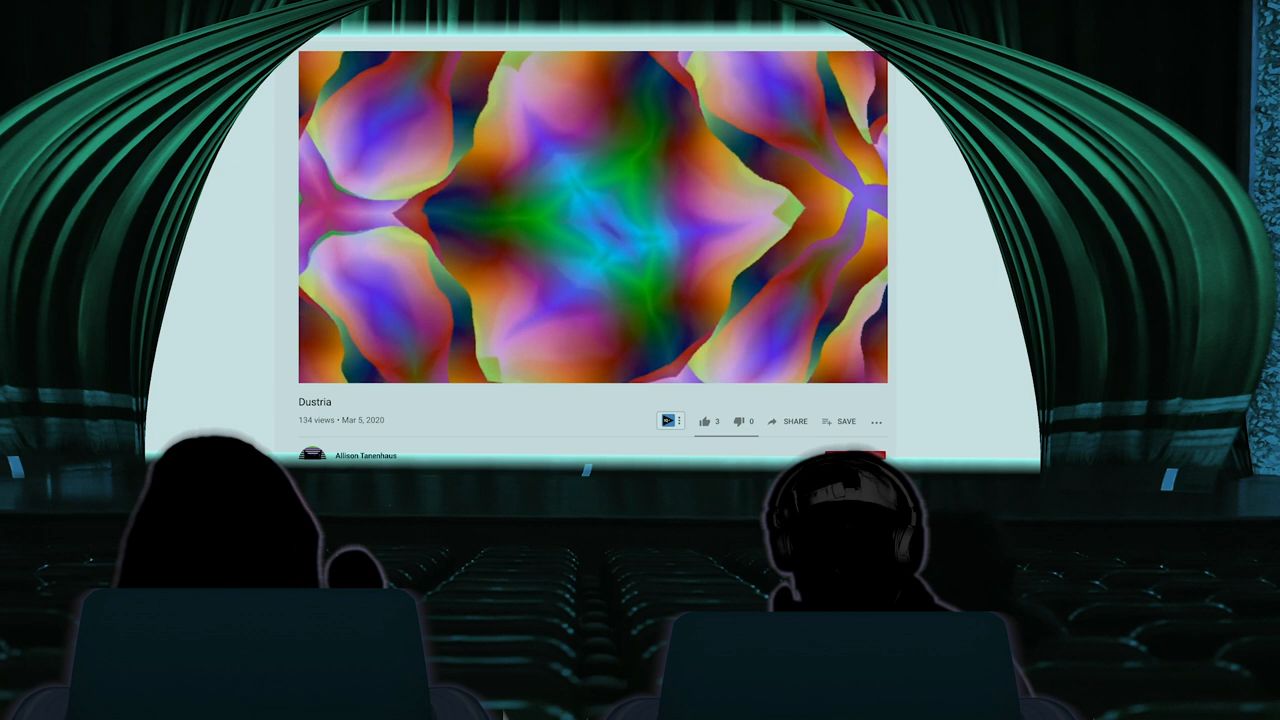 Dustria
134 views • Mar 5, 2020
3
0
SHARE
SAVE
Allison Tanenhaus